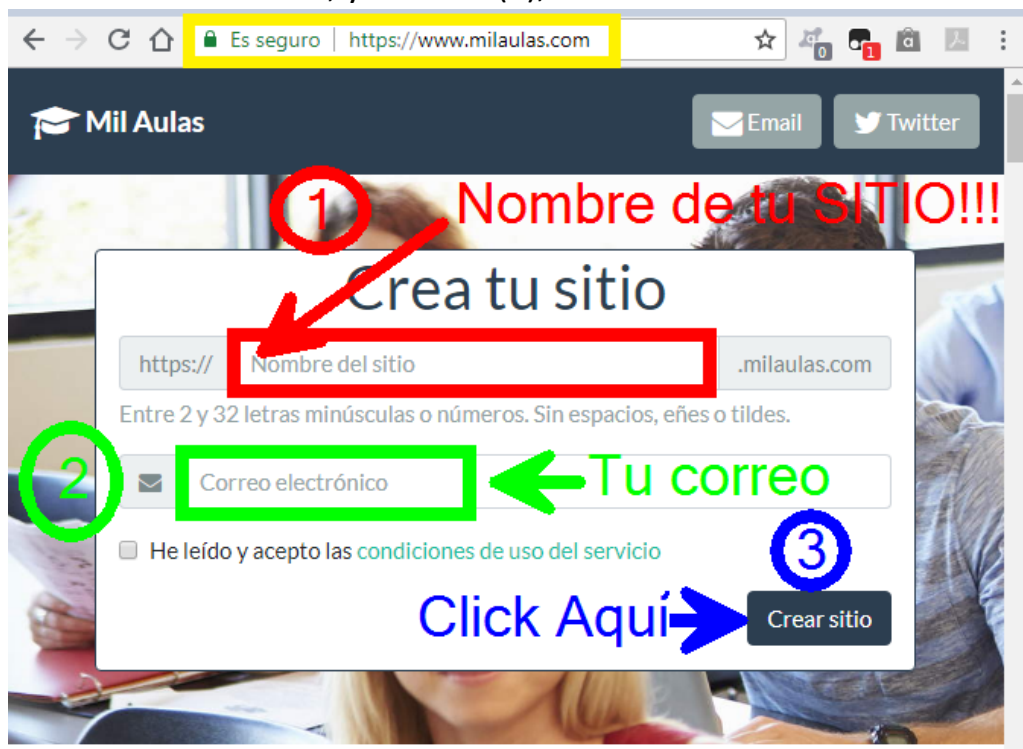 Es seguro | https://www.milaulas.com
0
1
Mil Aulas
Email
Twitter
1
Nombre de tu SITIO!!!
Crea tu sitio
https://
Nombre del sitio
.milaulas.com
Entre 2 y 32 letras minúsculas o números. Sin espacios, eñes o tildes.
2
Correo electrónico
Tu correo
He leído y acepto las condiciones de uso del servicio
3
Click Aquí
Crear sitio